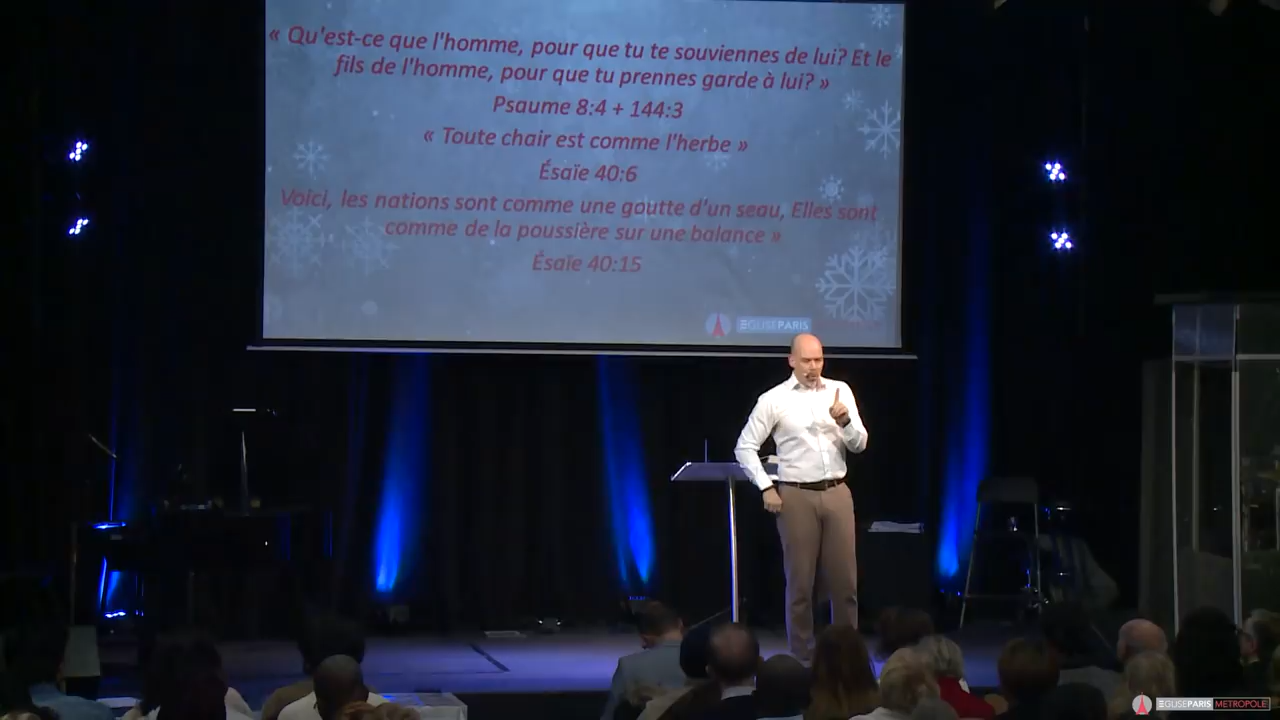 « Qu'est-ce que l'homme, pour que tu te souviennes de lui? Et le
fils de l'homme, pour que tu prennes garde à lui? »
Psaume 8:4 + 144:3
« Toute chair est comme l'herbe »
Ésaïe 40:6
Voici, les nations sont comme une goutte d'un seau, Elles sont
comme de la poussière sur une balance »
Ésaïe 40:15
EGLISEPARIS
EGLISEPARIS METROPOLE